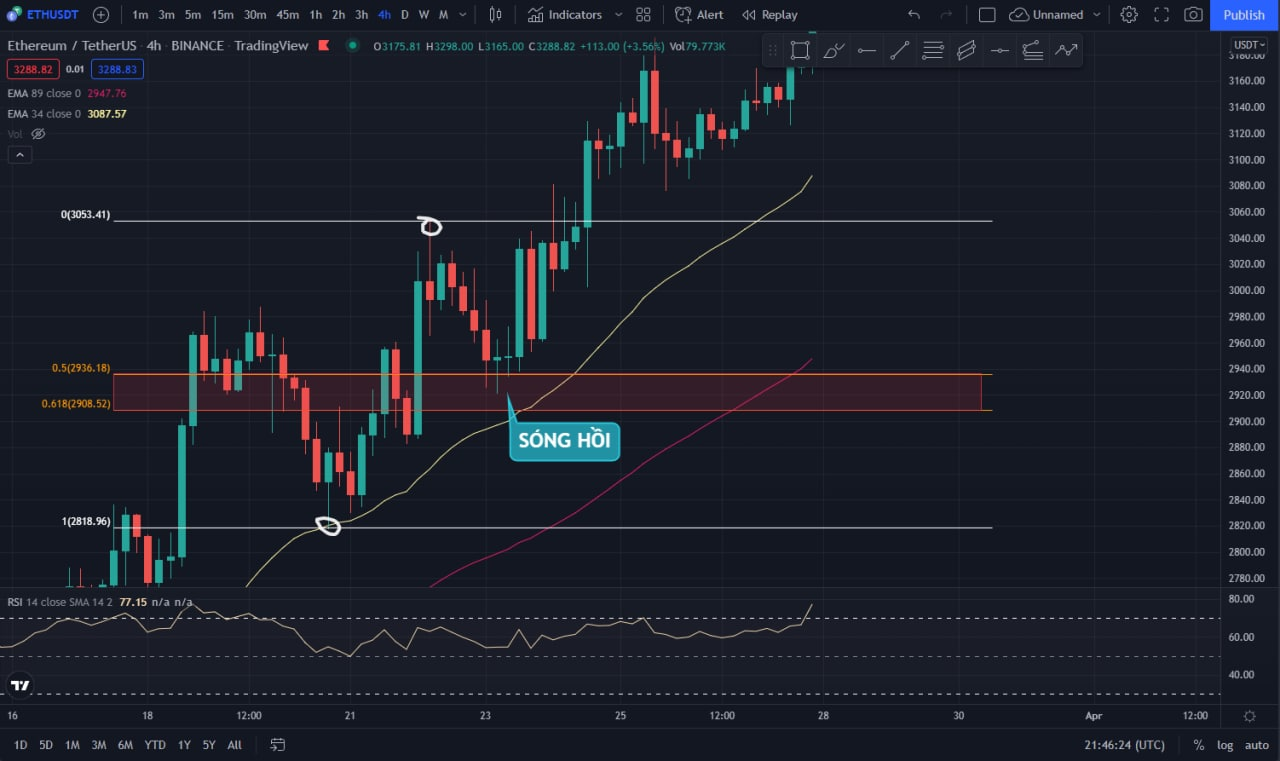 ETHUSDT 1m 3m 5m 15m 30m 45m 1h 2h 3h 4h D W M Indicators Alert Replay Unnamed Publish
Ethereum / TetherUS · 4h · BINANCE · TradingView O3175.81 H3298.00 L3165.00 C3288.82 +113.00 (+3.56%) Vol79.773K
USDT
3288.82 0.01 3288.83
EMA 89 close 0 2947.76
EMA 34 close 0 3087.57
Vol
3180.00
3160.00
3140.00
3120.00
3100.00
3080.00
3060.00
3040.00
3020.00
3000.00
2980.00
2960.00
2940.00
2920.00
2900.00
2880.00
2860.00
2840.00
2820.00
2800.00
2780.00
0(3053.41)
0.5(2936.18)
0.618(2908.52)
SÓNG HỒI
1(2818.96)
RSI 14 close SMA 14 2 77.15 n/a n/a
80.00
60.00
40.00
16 18 12:00 21 23 25 12:00 28 30 Apr 12:00
1D 5D 1M 3M 6M YTD 1Y 5Y All 21:46:24 (UTC) % log auto